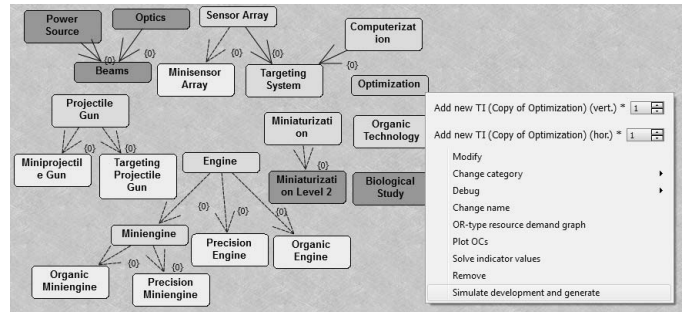 Power
Source
Optics
Sensor Array
Computerizat
ion
{0}
{0}
{0}
{0}
{0}
Beams
Minisensor
Array
Targeting
System
Optimization
Projectile
Gun
{0}
{0}
Miniprojectil
e Gun
Targeting
Projectile
Gun
Engine
Miniaturizati
on
{0}
Miniaturizati
on Level 2
Organic
Technology
Biological
Study
{0}
{0}
{0}
Miniengine
Precision
Engine
Organic
Engine
{0}
{0}
Organic
Miniengine
Precision
Miniengine
Add new TI (Copy of Optimization) (vert.) * 1
Add new TI (Copy of Optimization) (hor.) * 1
Modify
Change category
Debug
Change name
OR-type resource demand graph
Plot OCs
Solve indicator values
Remove
Simulate development and generate